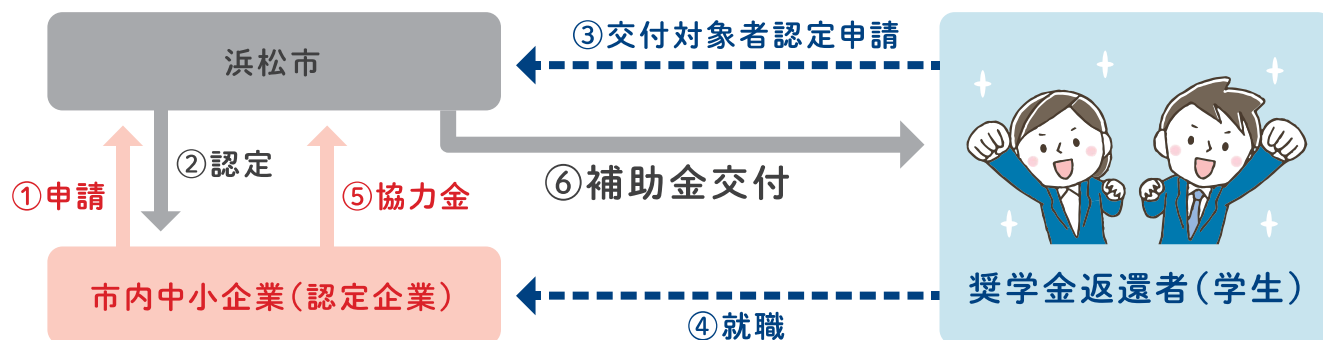 ③交付対象者認定申請
浜松市
②認定
①申請
⑤協力金
⑥補助金交付
市内中小企業(認定企業)
奨学金返還者(学生)
④就職